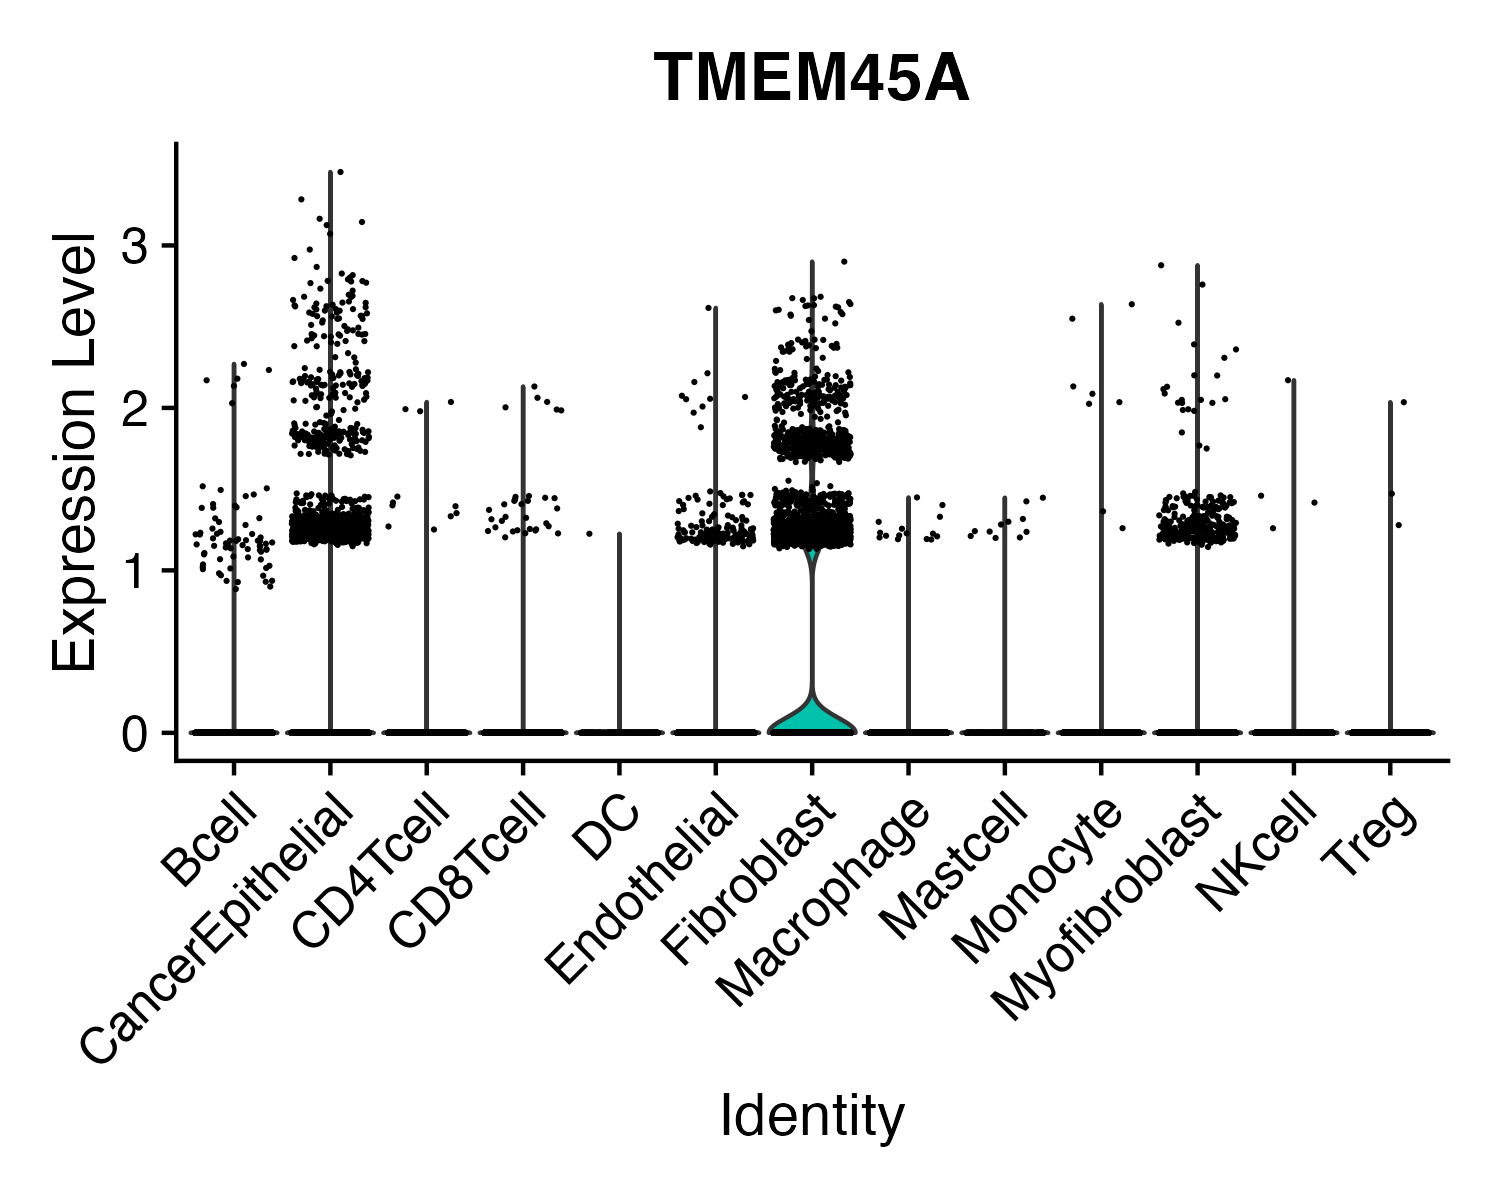 TMEM45A
Expression Level
3
2
1
0
Bcell
CancerEpithelial
CD4Tcell
CD8Tcell
DC
Endothelial
Fibroblast
Macrophage
Mastcell
Monocyte
Myofibroblast
NKcell
Treg
Identity